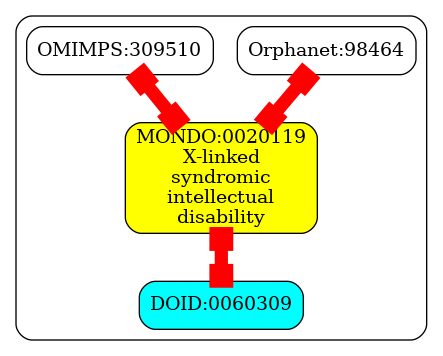 OMIMPS:309510
Orphanet:98464
MONDO:0020119
X-linked
syndromic
intellectual
disability
DOID:0060309